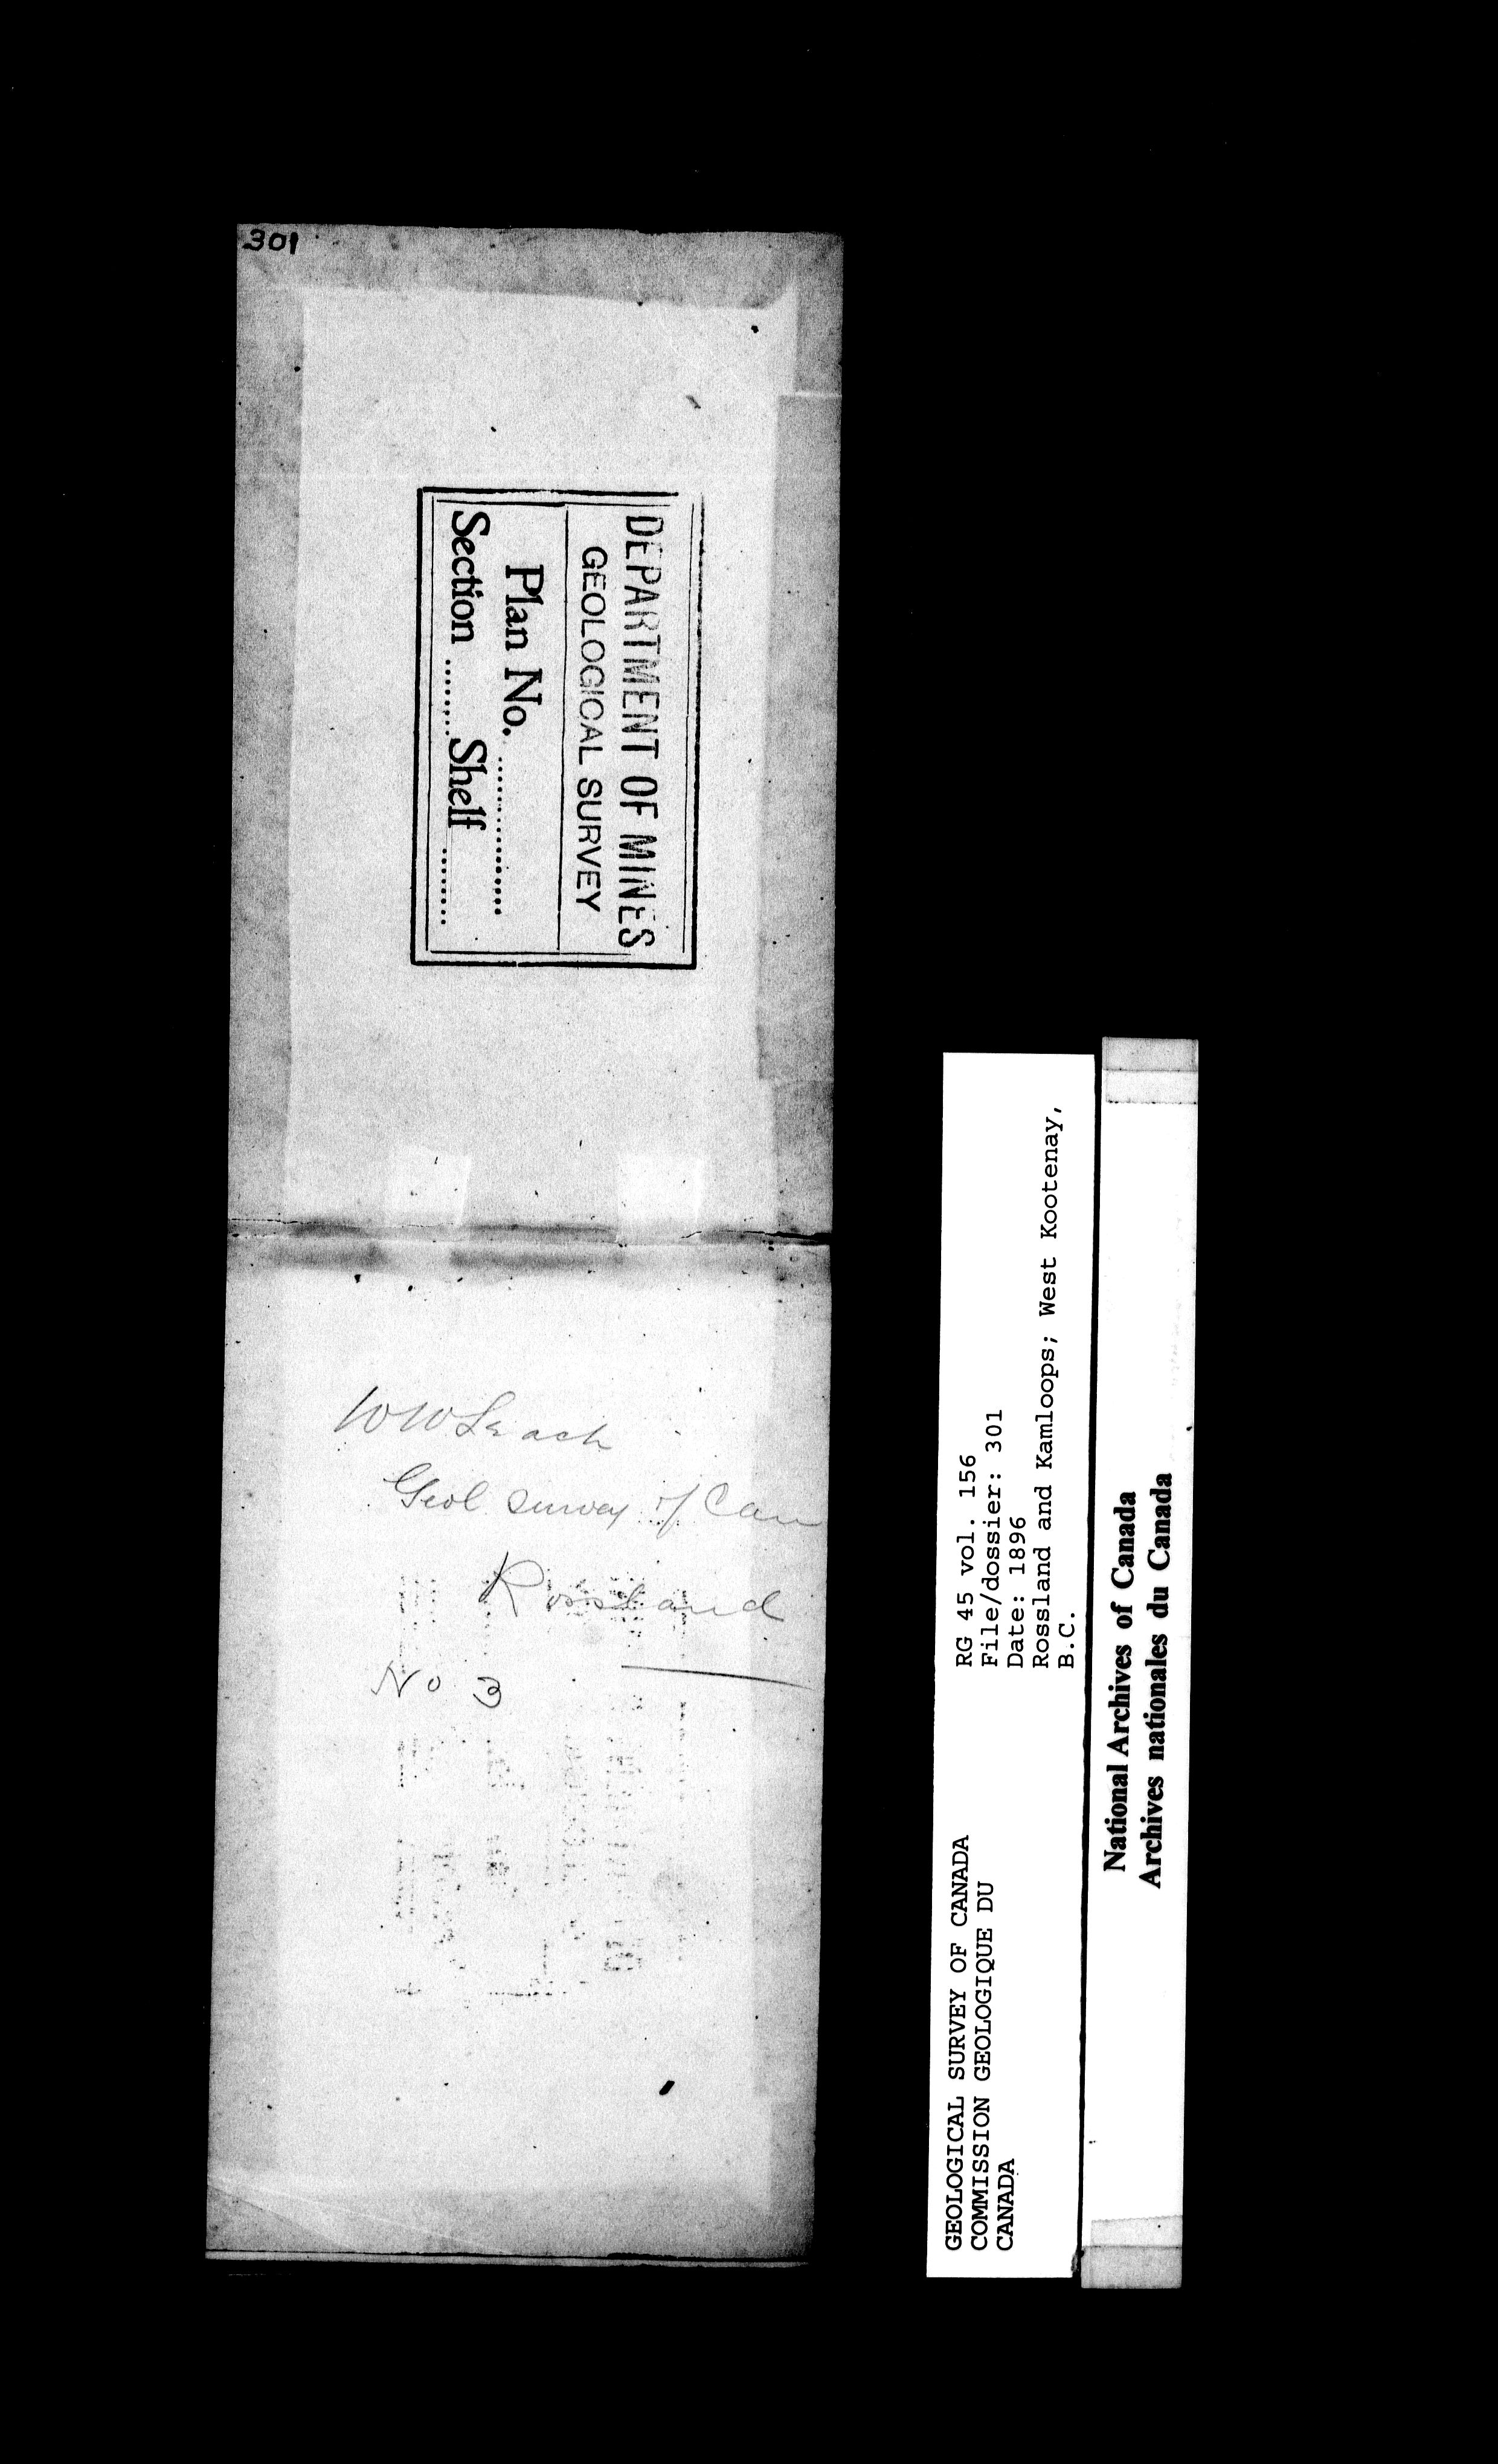 301
DEPARTMENT OF MINES
GEOLOGICAL SURVEY
Plan No. ................
Section ........ Shelf ........
W W Leach
Geol survey of Can
Rossland
No 3
GEOLOGICAL SURVEY OF CANADA
COMMISSION GEOLOGIQUE DU
CANADA
RG 45 vol. 156
File/dossier: 301
Date: 1896
Rossland and Kamloops; West Kootenay,
B.C.
National Archives of Canada
Archives nationales du Canada